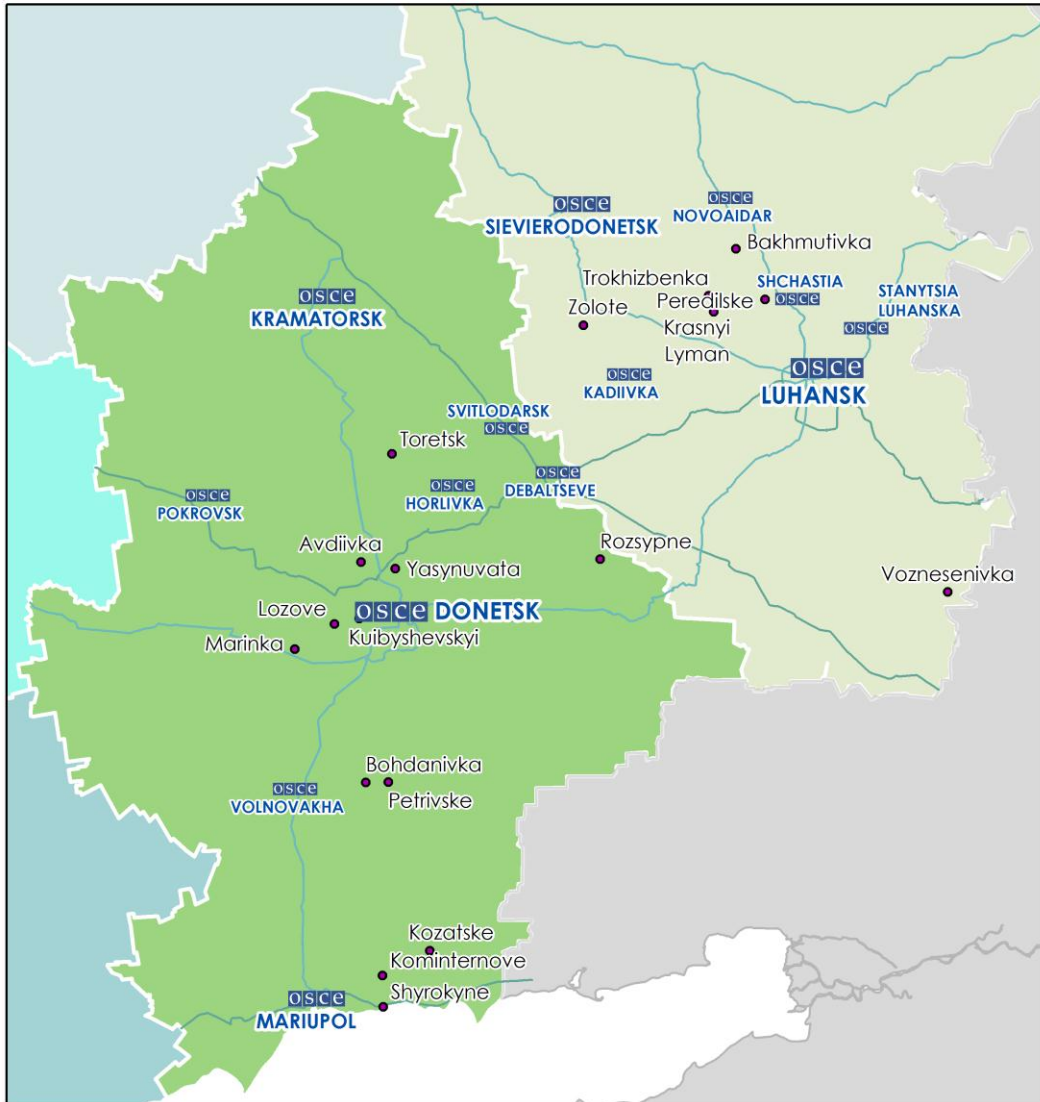 osce
NOVOAIDAR
osce
SIEVIERODONETSK
Bakhmutivka
Trokhizbenka
SHCHASTIA
osce
Peredilske
Zolote
Krasnyi
Lyman
STANYTSIA
LUHANSKA
osce
osce
KRAMATORSK
osce
LUHANSK
osce
KADIIVKA
SVITLODARSK
osce
Toretsk
osce
DEBALTSEVE
osce
HORLIVKA
osce
POKROVSK
Avdiivka
Yasynuvata
Rozsypne
Voznesenivka
Lozove
osce DONETSK
Kuibyshevskyi
Marinka
Bohdanivka
Petrivske
osce
VOLNOVAKHA
Kozatske
Kominternove
Shyrokyne
osce
MARIUPOL